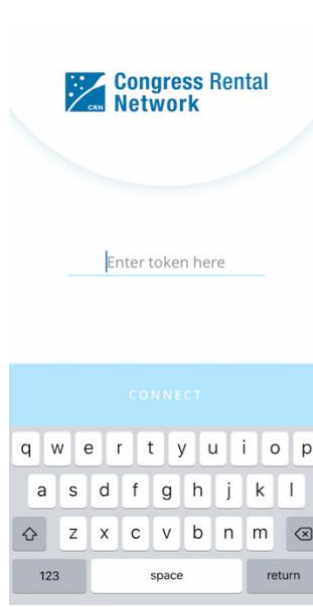 CRN
Congress Rental
Network
Enter token here
CONNECT
q w e r t y u i o p
a s d f g h j k l
z x c v b n m
123 space return